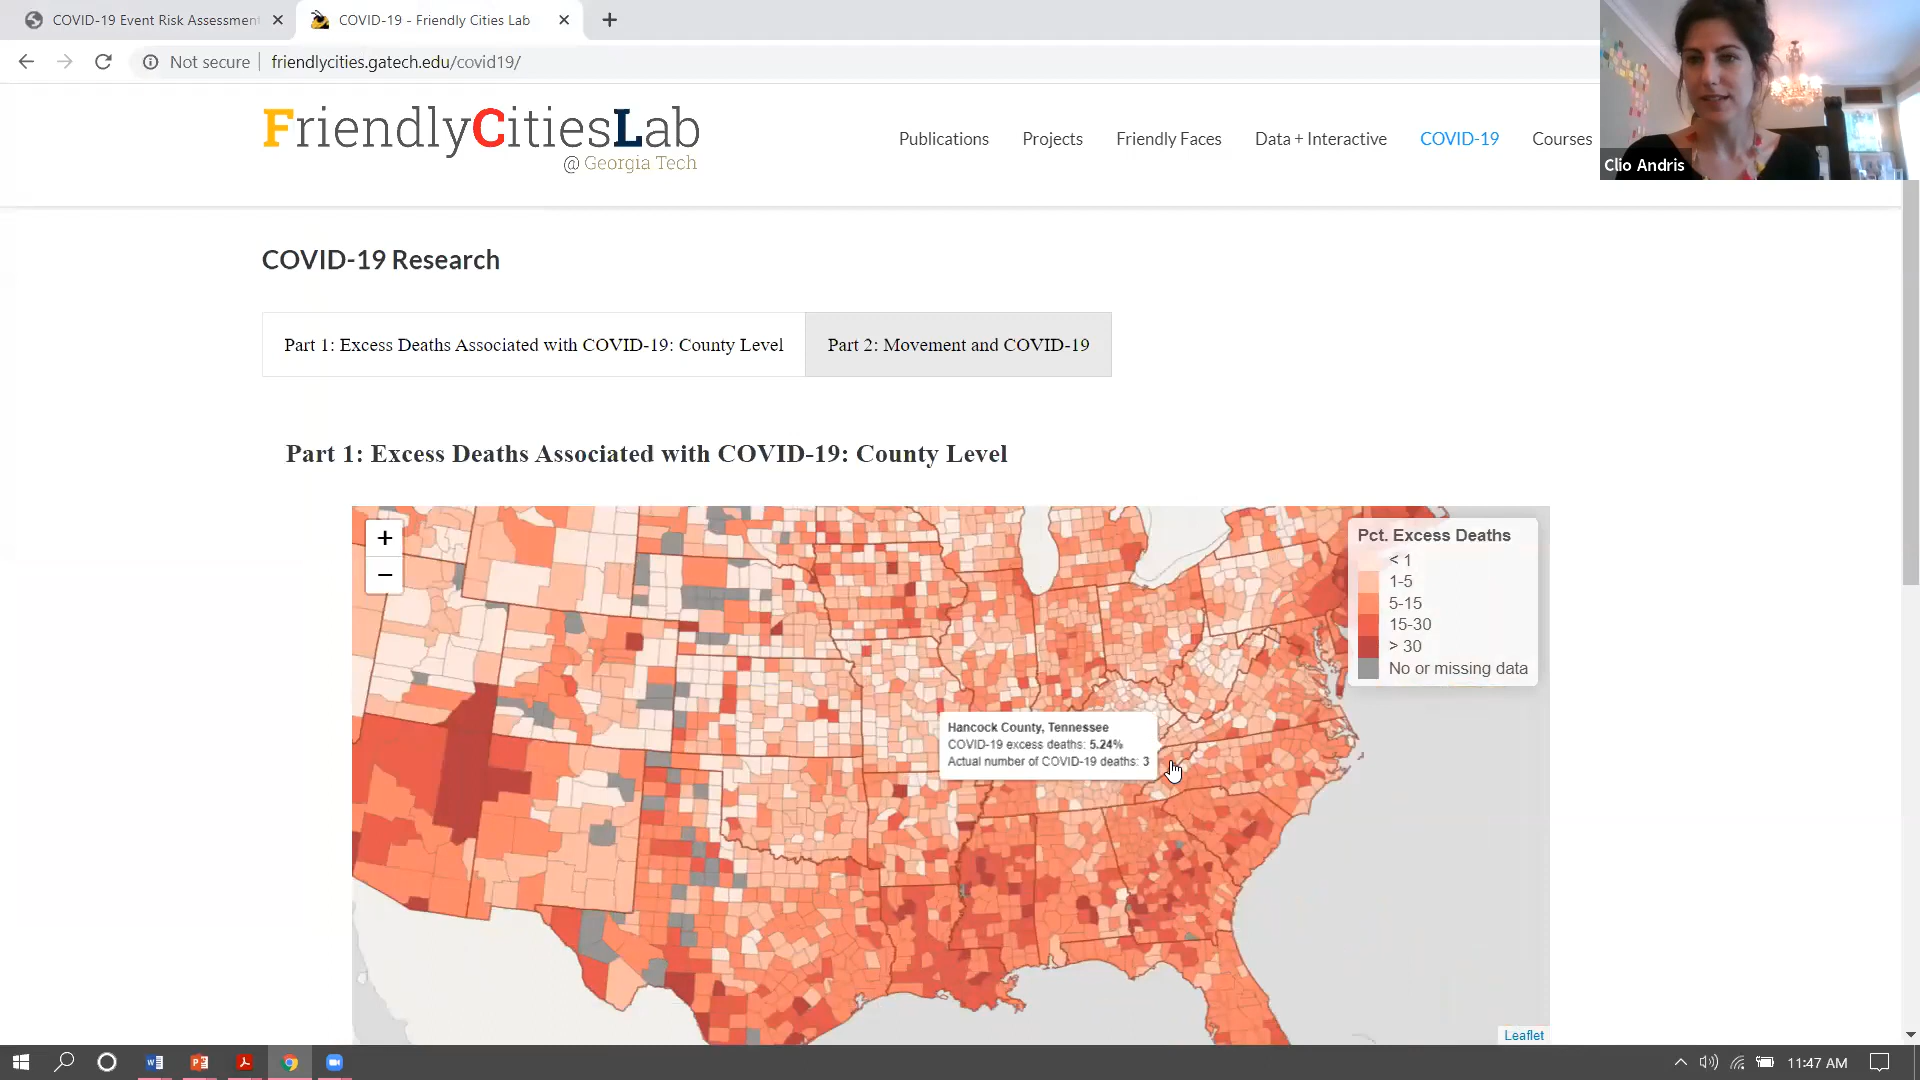 COVID-19 Event Risk Assessmen
COVID-19 - Friendly Cities Lab
Not secure
friendlycities.gatech.edu/covid19/
FriendlyCitiesLab
@ Georgia Tech
Publications
Projects
Friendly Faces
Data + Interactive
COVID-19
Courses
Clio Andris
COVID-19 Research
Part 1: Excess Deaths Associated with COVID-19: County Level
Part 2: Movement and COVID-19
Part 1: Excess Deaths Associated with COVID-19: County Level
+
−
Pct. Excess Deaths
< 1
1-5
5-15
15-30
> 30
No or missing data
Hancock County, Tennessee
COVID-19 excess deaths: 5.24%
Actual number of COVID-19 deaths: 3
Leaflet
11:47 AM